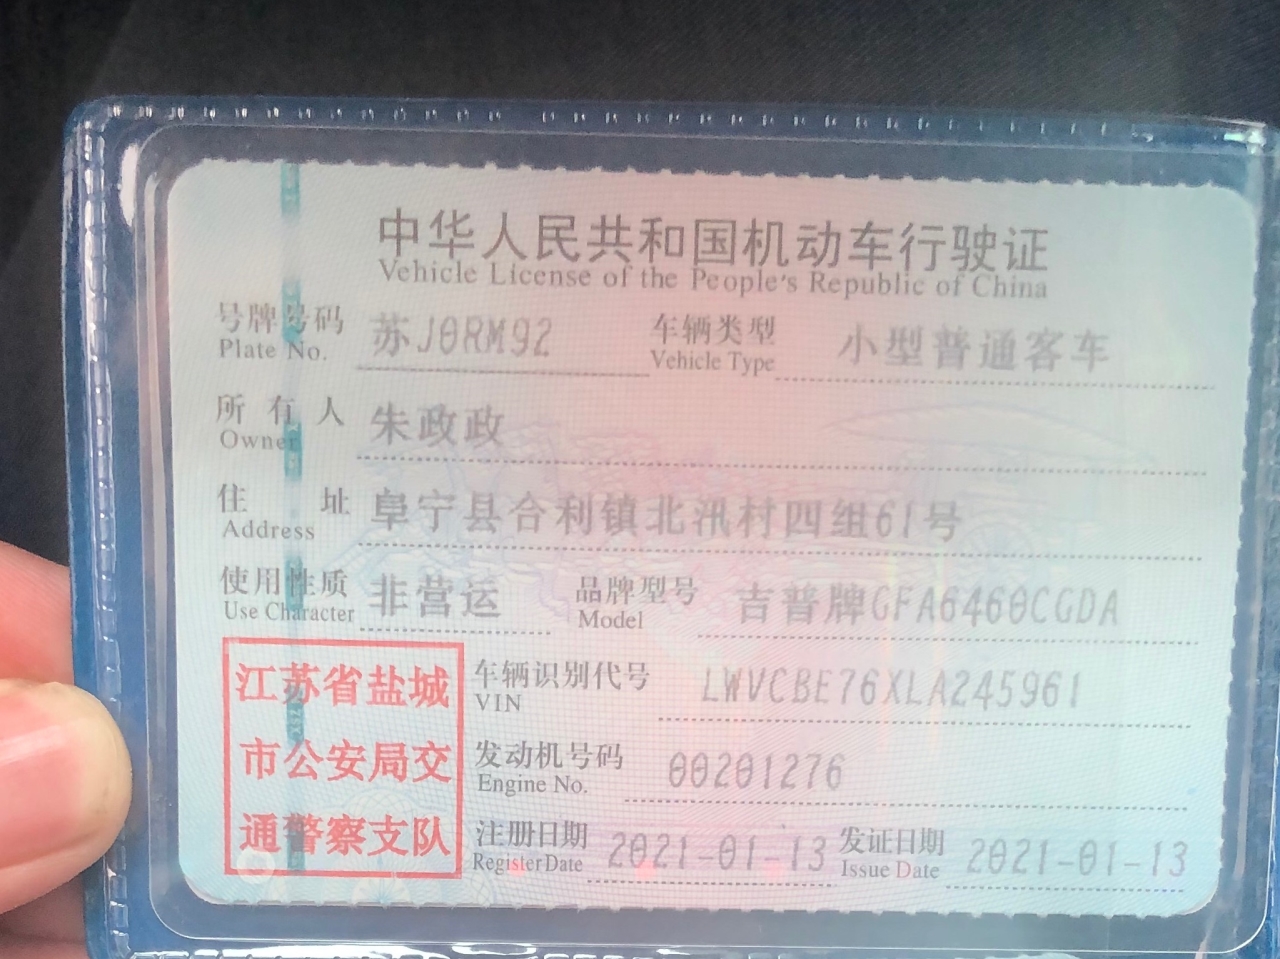 中华人民共和国机动车行驶证
Vehicle License of the People's Republic of China
号牌号码 苏J0RM92 车辆类型 小型普通客车
Plate No. Vehicle Type
所有人 朱政政
Owner
住址 阜宁县合利镇北汛村四组61号
Address
使用性质 非营运 品牌型号 吉普牌GFA6460CGDA
Use Character Model
江苏省盐城
市公安局交
通警察支队
车辆识别代号 LWVCBE76XLA245961
VIN
发动机号码 00201276
Engine No.
注册日期 2021-01-13 发证日期 2021-01-13
Register Date Issue Date